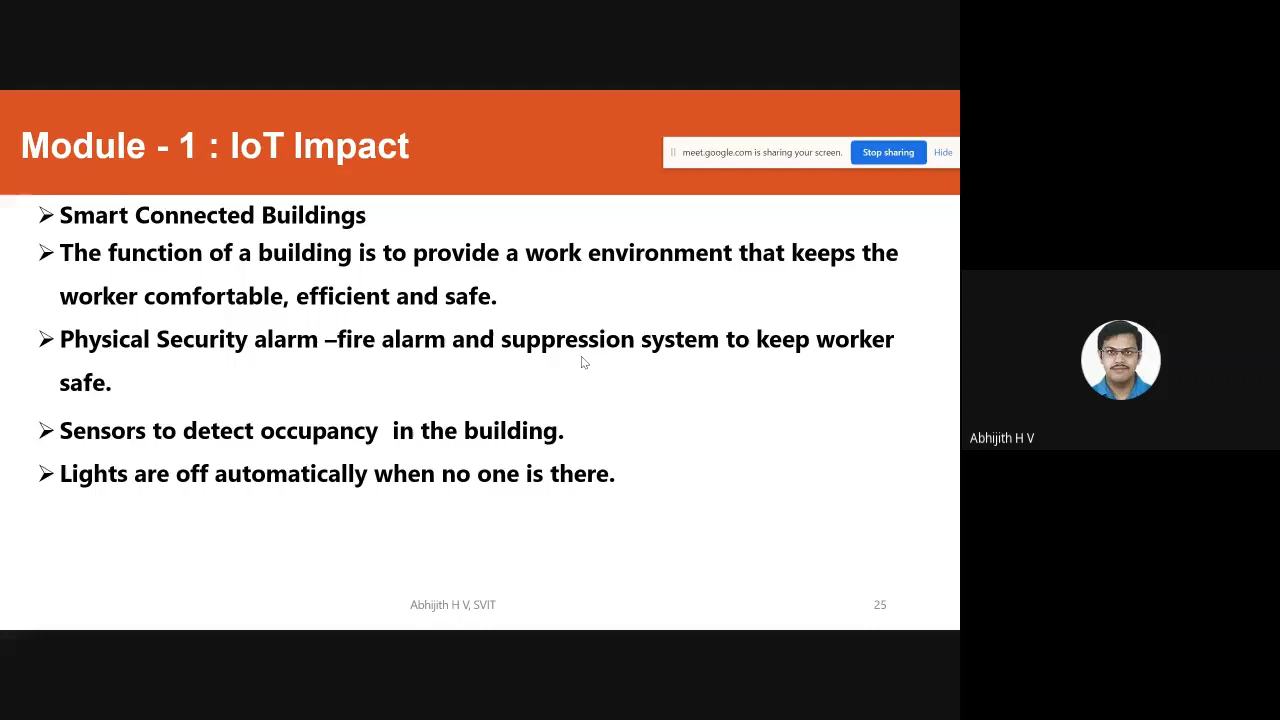 Module - 1 : IoT Impact
meet.google.com is sharing your screen. Stop sharing Hide
➢ Smart Connected Buildings
➢ The function of a building is to provide a work environment that keeps the
worker comfortable, efficient and safe.
➢ Physical Security alarm –fire alarm and suppression system to keep worker
safe.
➢ Sensors to detect occupancy  in the building.
➢ Lights are off automatically when no one is there.
Abhijith H V, SVIT 25
Abhijith H V